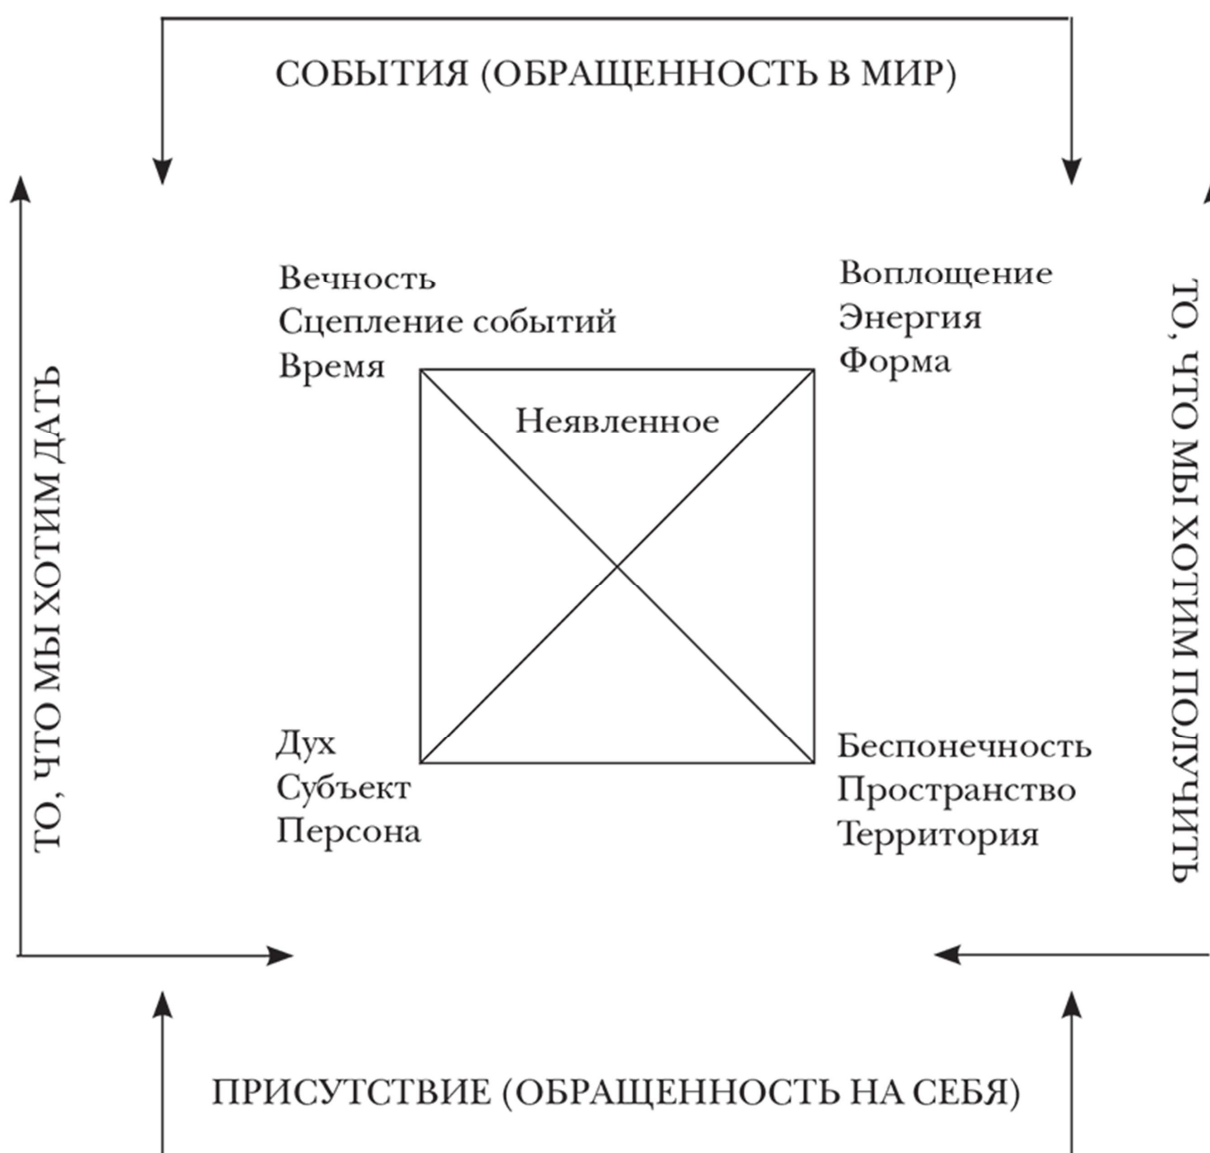 СОБЫТИЯ (ОБРАЩЕННОСТЬ В МИР)
ТО, ЧТО МЫ ХОТИМ ДАТЬ
Вечность
Сцепление событий
Время
Воплощение
Энергия
Форма
Неявленное
ТО, ЧТО МЫ ХОТИМ ПОЛУЧИТЬ
Дух
Субъект
Персона
Беспонечность
Пространство
Территория
ПРИСУТСТВИЕ (ОБРАЩЕННОСТЬ НА СЕБЯ)